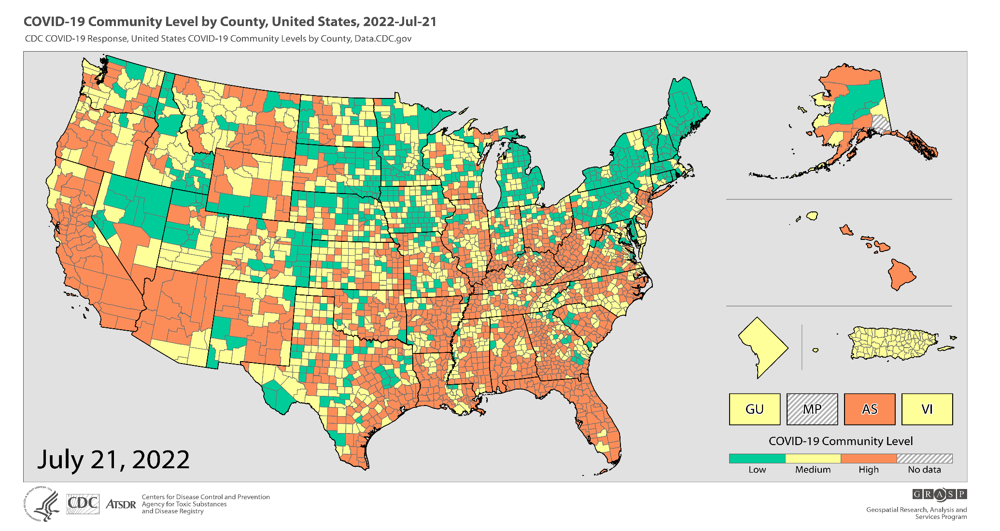 COVID-19 Community Level by County, United States, 2022-Jul-21
CDC COVID-19 Response, United States COVID-19 Community Levels by County, Data.CDC.gov
GU
MP
AS
VI
COVID-19 Community Level
Low
Medium
High
No data
July 21, 2022
CDC
ATSDR
Centers for Disease Control and Prevention
Agency for Toxic Substances
and Disease Registry
GRASP
Geospatial Research, Analysis and
Services Program